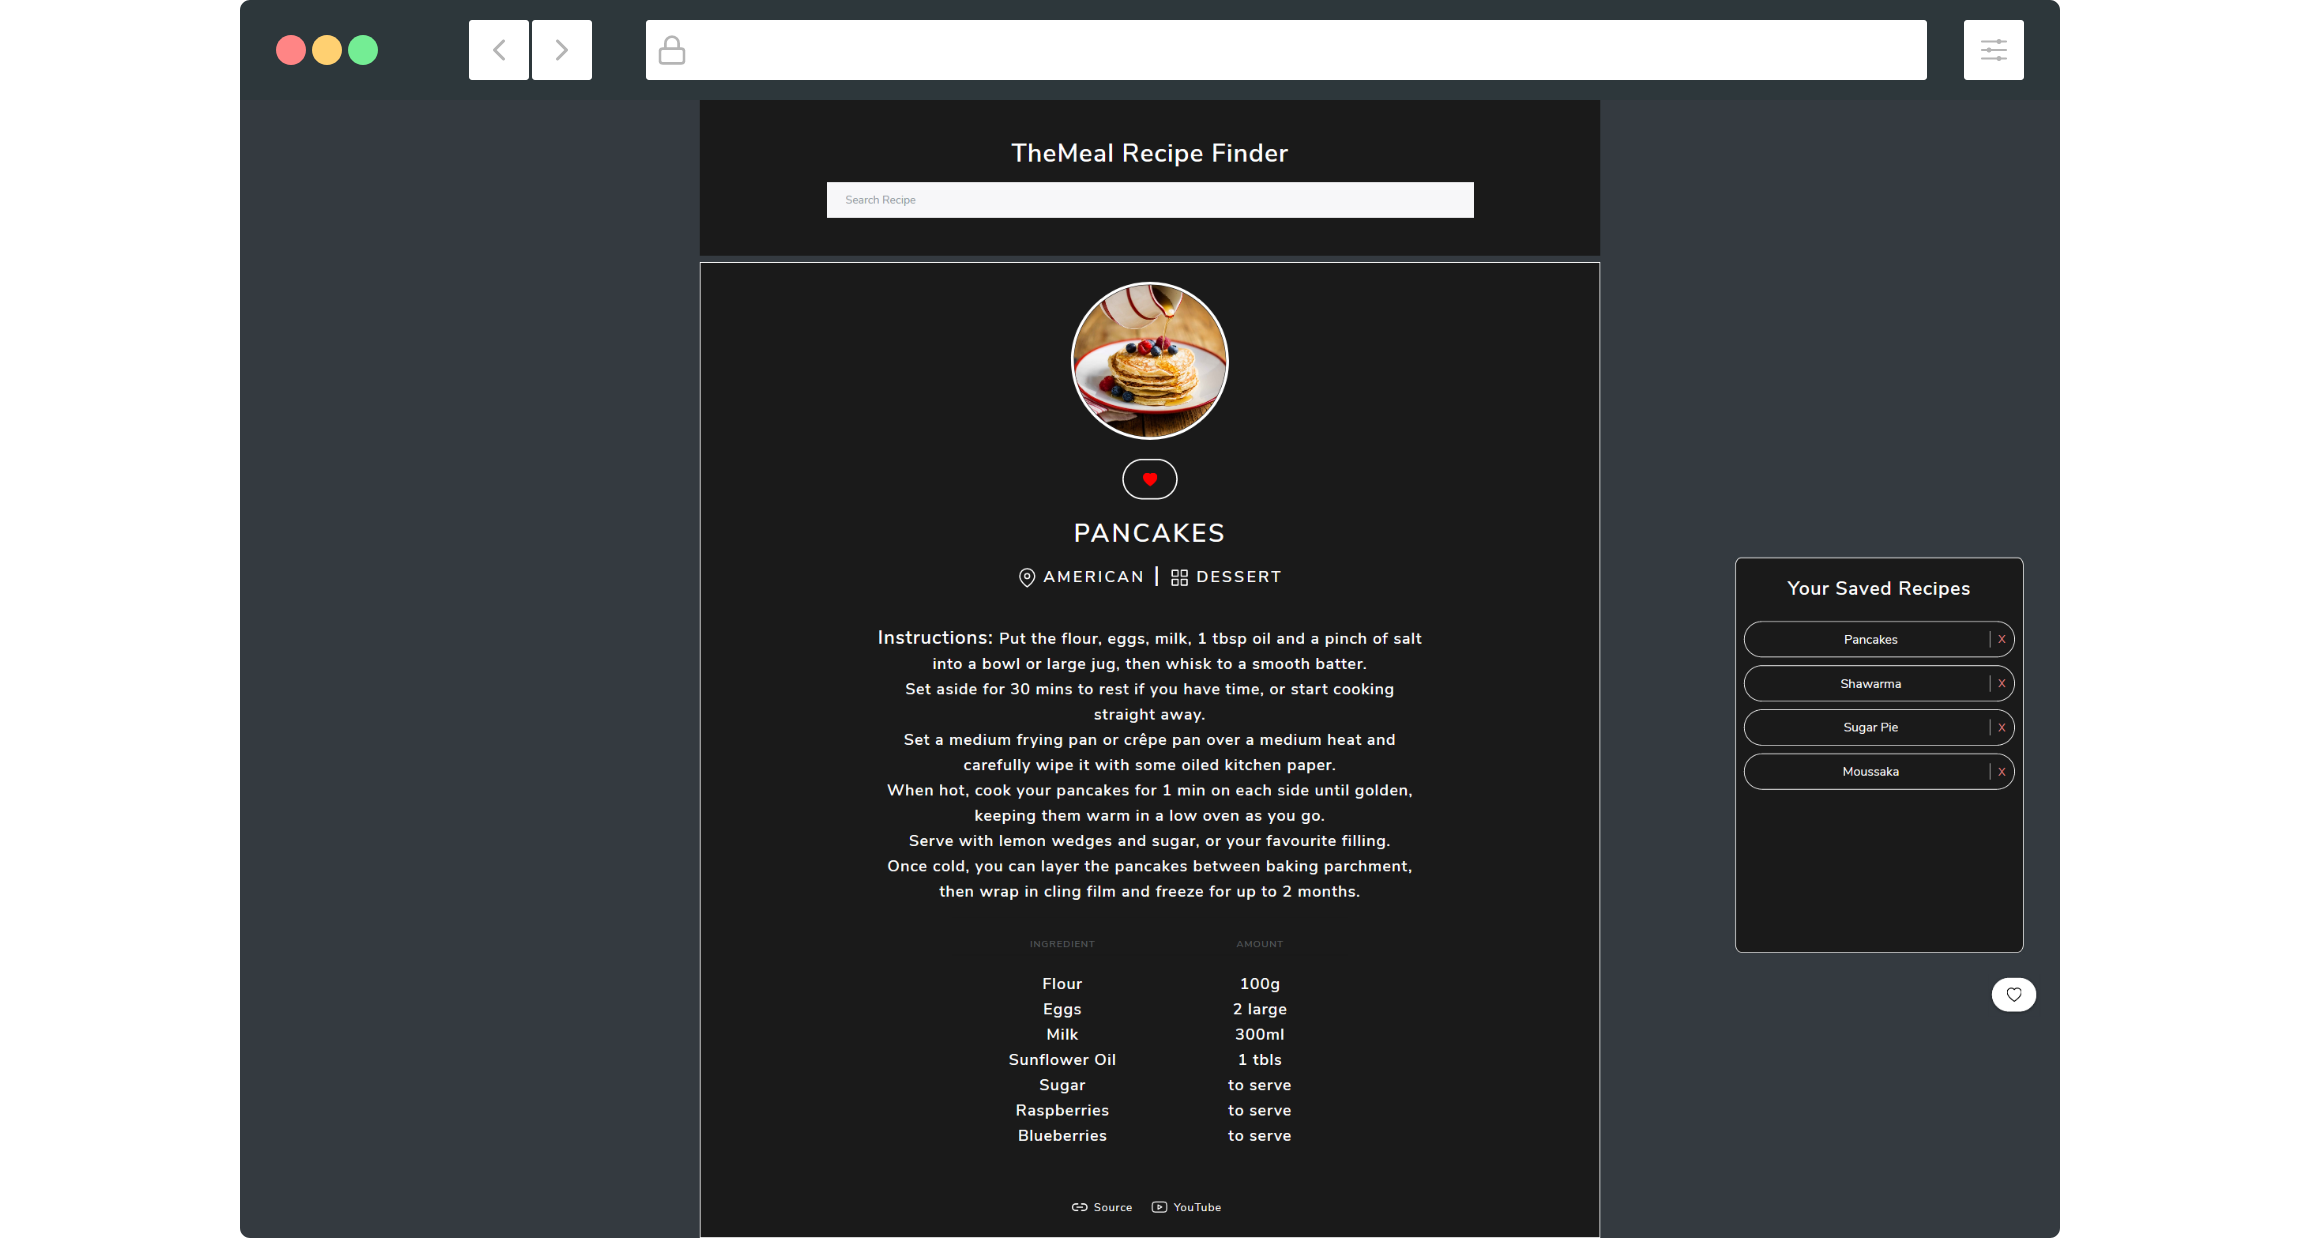 TheMeal Recipe Finder
Search Recipe
PANCAKES
AMERICAN | DESSERT
Instructions: Put the flour, eggs, milk, 1 tbsp oil and a pinch of salt
into a bowl or large jug, then whisk to a smooth batter.
Set aside for 30 mins to rest if you have time, or start cooking
straight away.
Set a medium frying pan or crêpe pan over a medium heat and
carefully wipe it with some oiled kitchen paper.
When hot, cook your pancakes for 1 min on each side until golden,
keeping them warm in a low oven as you go.
Serve with lemon wedges and sugar, or your favourite filling.
Once cold, you can layer the pancakes between baking parchment,
then wrap in cling film and freeze for up to 2 months.
INGREDIENT AMOUNT
Flour 100g
Eggs 2 large
Milk 300ml
Sunflower Oil 1 tbls
Sugar to serve
Raspberries to serve
Blueberries to serve
Source YouTube
Your Saved Recipes
Pancakes | X
Shawarma | X
Sugar Pie | X
Moussaka | X